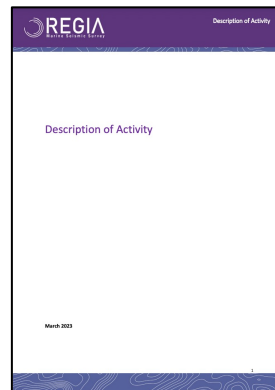 REGIA
Marine Seismic Survey
Description of Activity
Description of Activity
March 2023
1